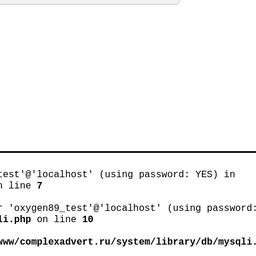 test'@'localhost' (using password: YES) in
n line 7
r 'oxygen89_test'@'localhost' (using password:
li.php on line 10
www/complexadvert.ru/system/library/db/mysqli.